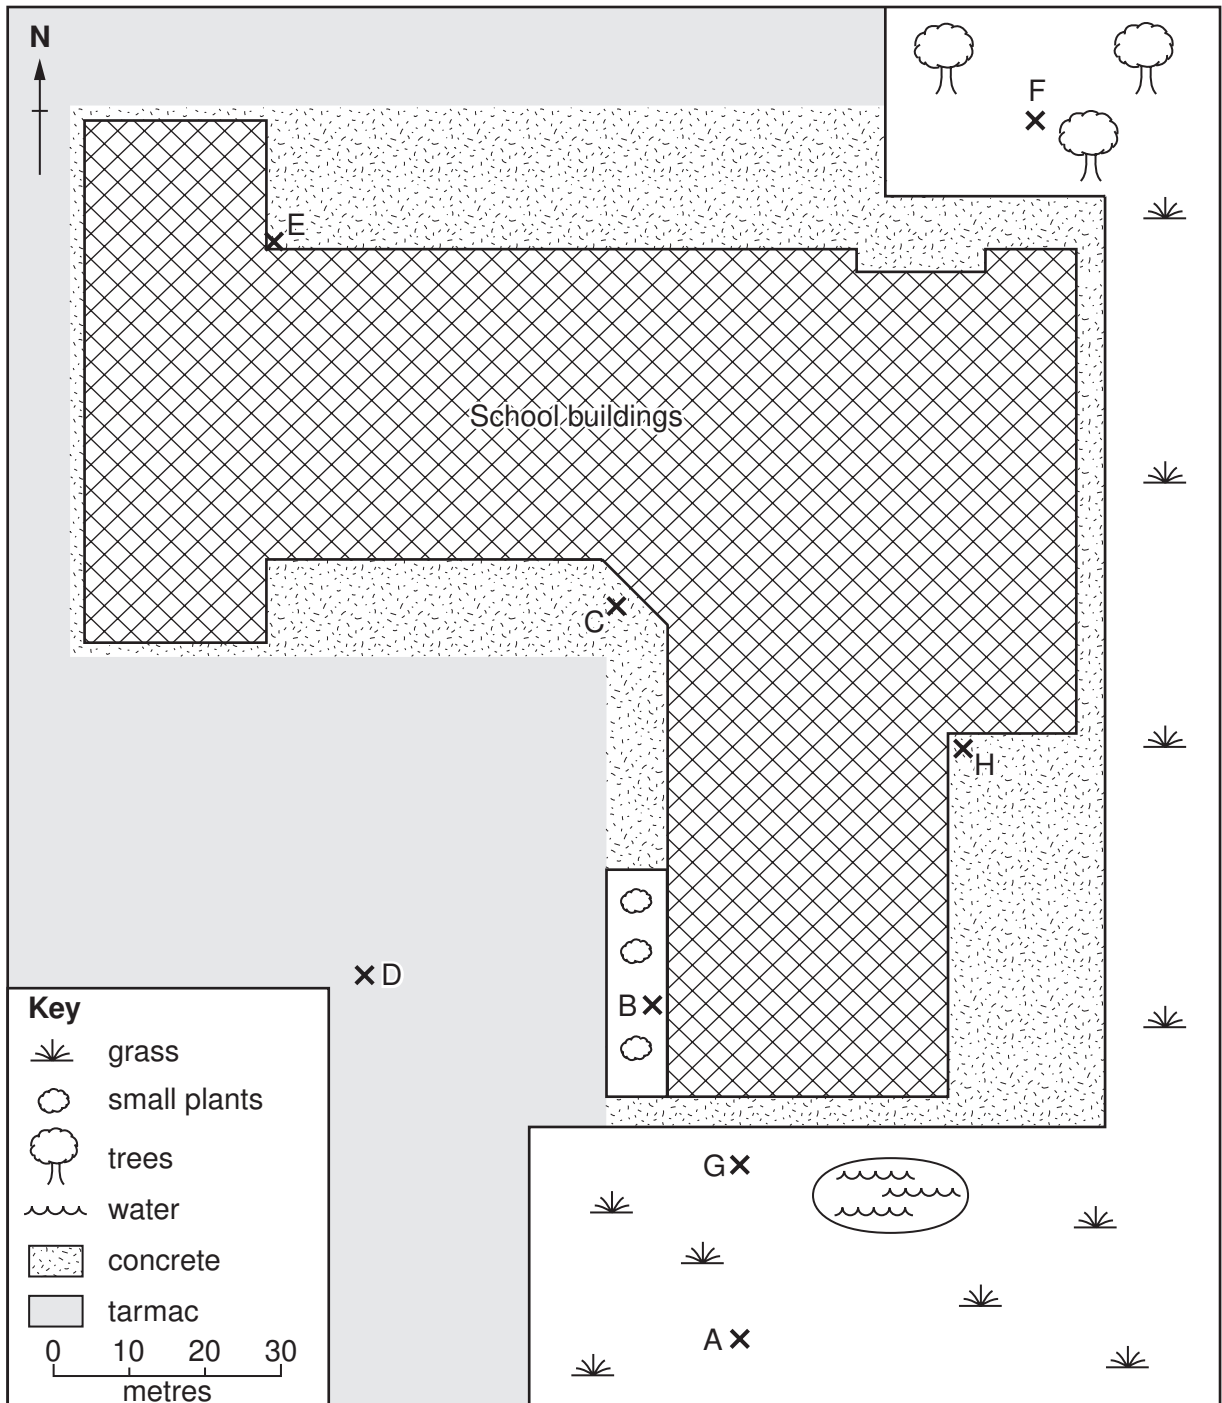 N
F
E
School buildings
C
H
D
B
Key
grass
small plants
trees
G
water
concrete
tarmac
A
0 10 20 30
metres